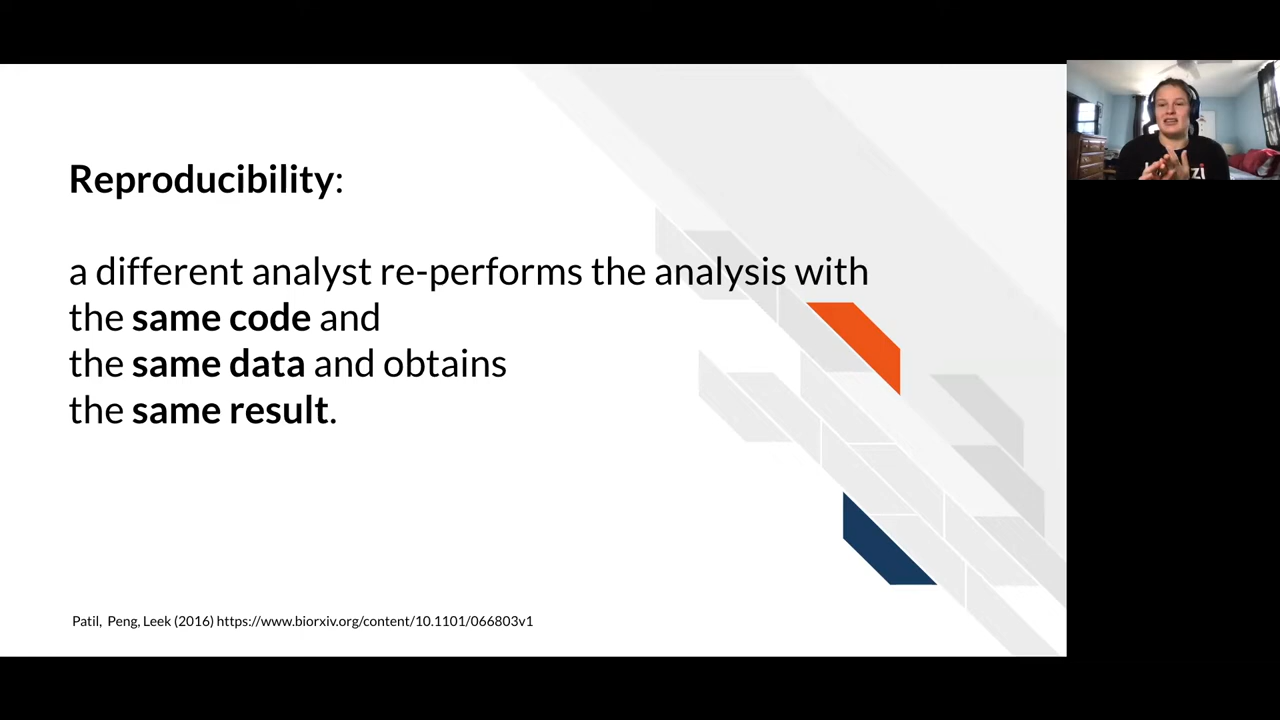 Reproducibility:
a different analyst re-performs the analysis with
the same code and
the same data and obtains
the same result.
Patil, Peng, Leek (2016) https://www.biorxiv.org/content/10.1101/066803v1